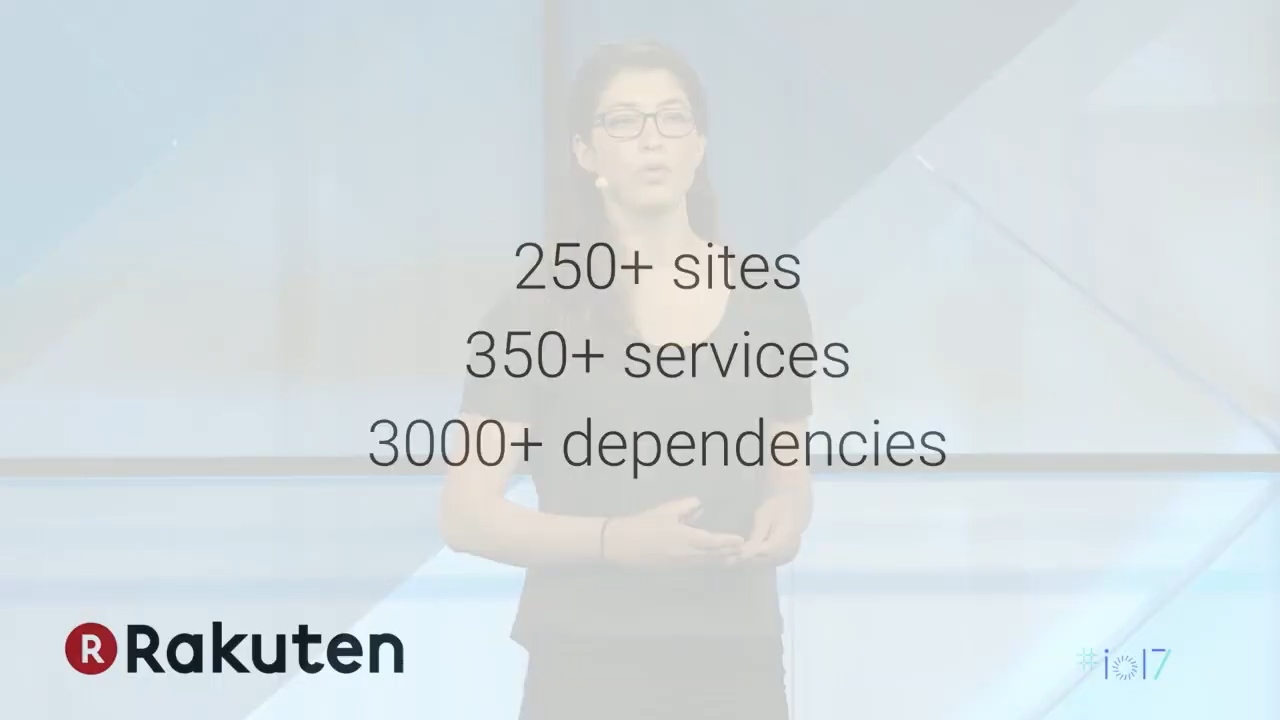 250+ sites
350+ services
3000+ dependencies
R Rakuten
#io17